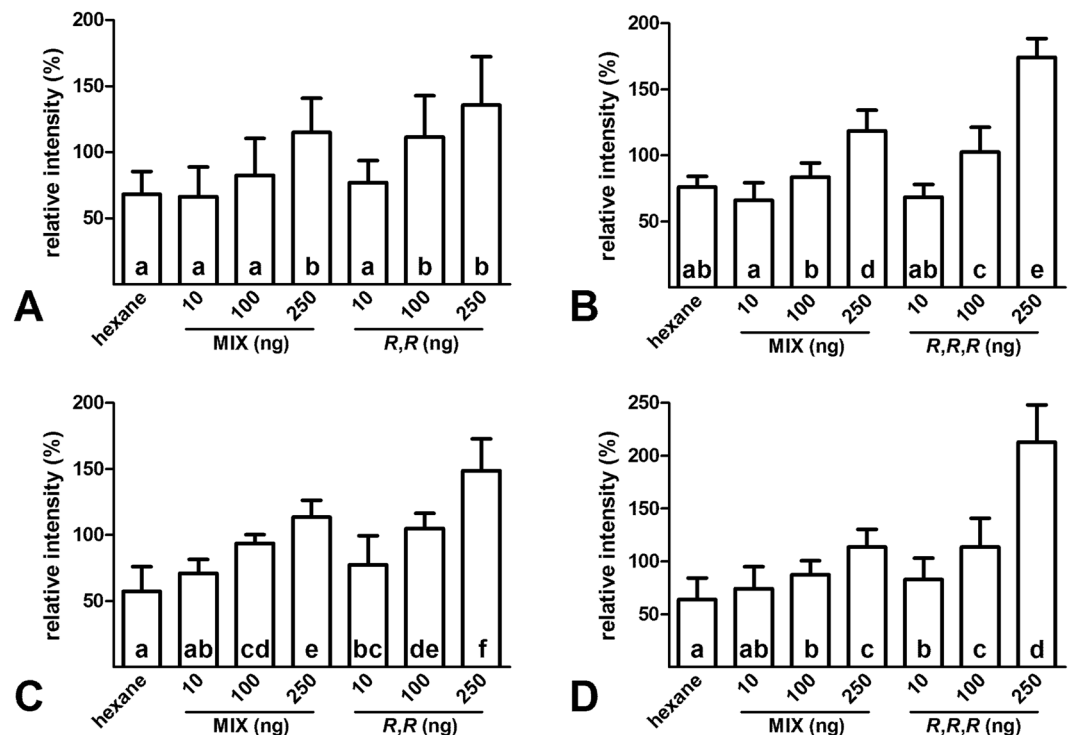 A
relative intensity (%)
200
150
100
50
a a a b a b b
hexane 10 100 250 10 100 250
MIX (ng) R,R (ng)
B
relative intensity (%)
200
150
100
50
ab a b d ab c e
hexane 10 100 250 10 100 250
MIX (ng) R,R,R (ng)
C
relative intensity (%)
200
150
100
50
a ab cd e bc de f
hexane 10 100 250 10 100 250
MIX (ng) R,R (ng)
D
relative intensity (%)
250
200
150
100
50
a ab b c b c d
hexane 10 100 250 10 100 250
MIX (ng) R,R,R (ng)